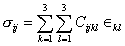 σij = ∑k=1^3 ∑l=1^3 Cijkl ∈kl